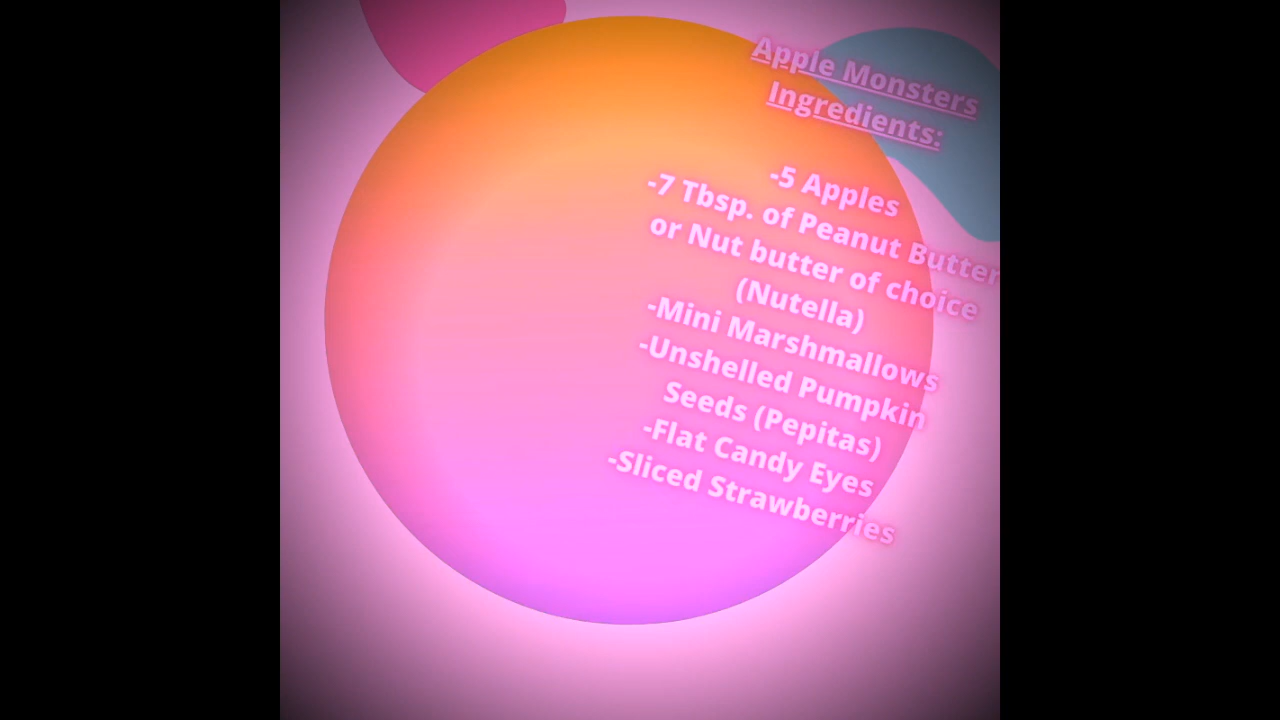 Apple Monsters
Ingredients:
-5 Apples
-7 Tbsp. of Peanut Butter
or Nut butter of choice
(Nutella)
-Mini Marshmallows
-Unshelled Pumpkin
Seeds (Pepitas)
-Flat Candy Eyes
-Sliced Strawberries